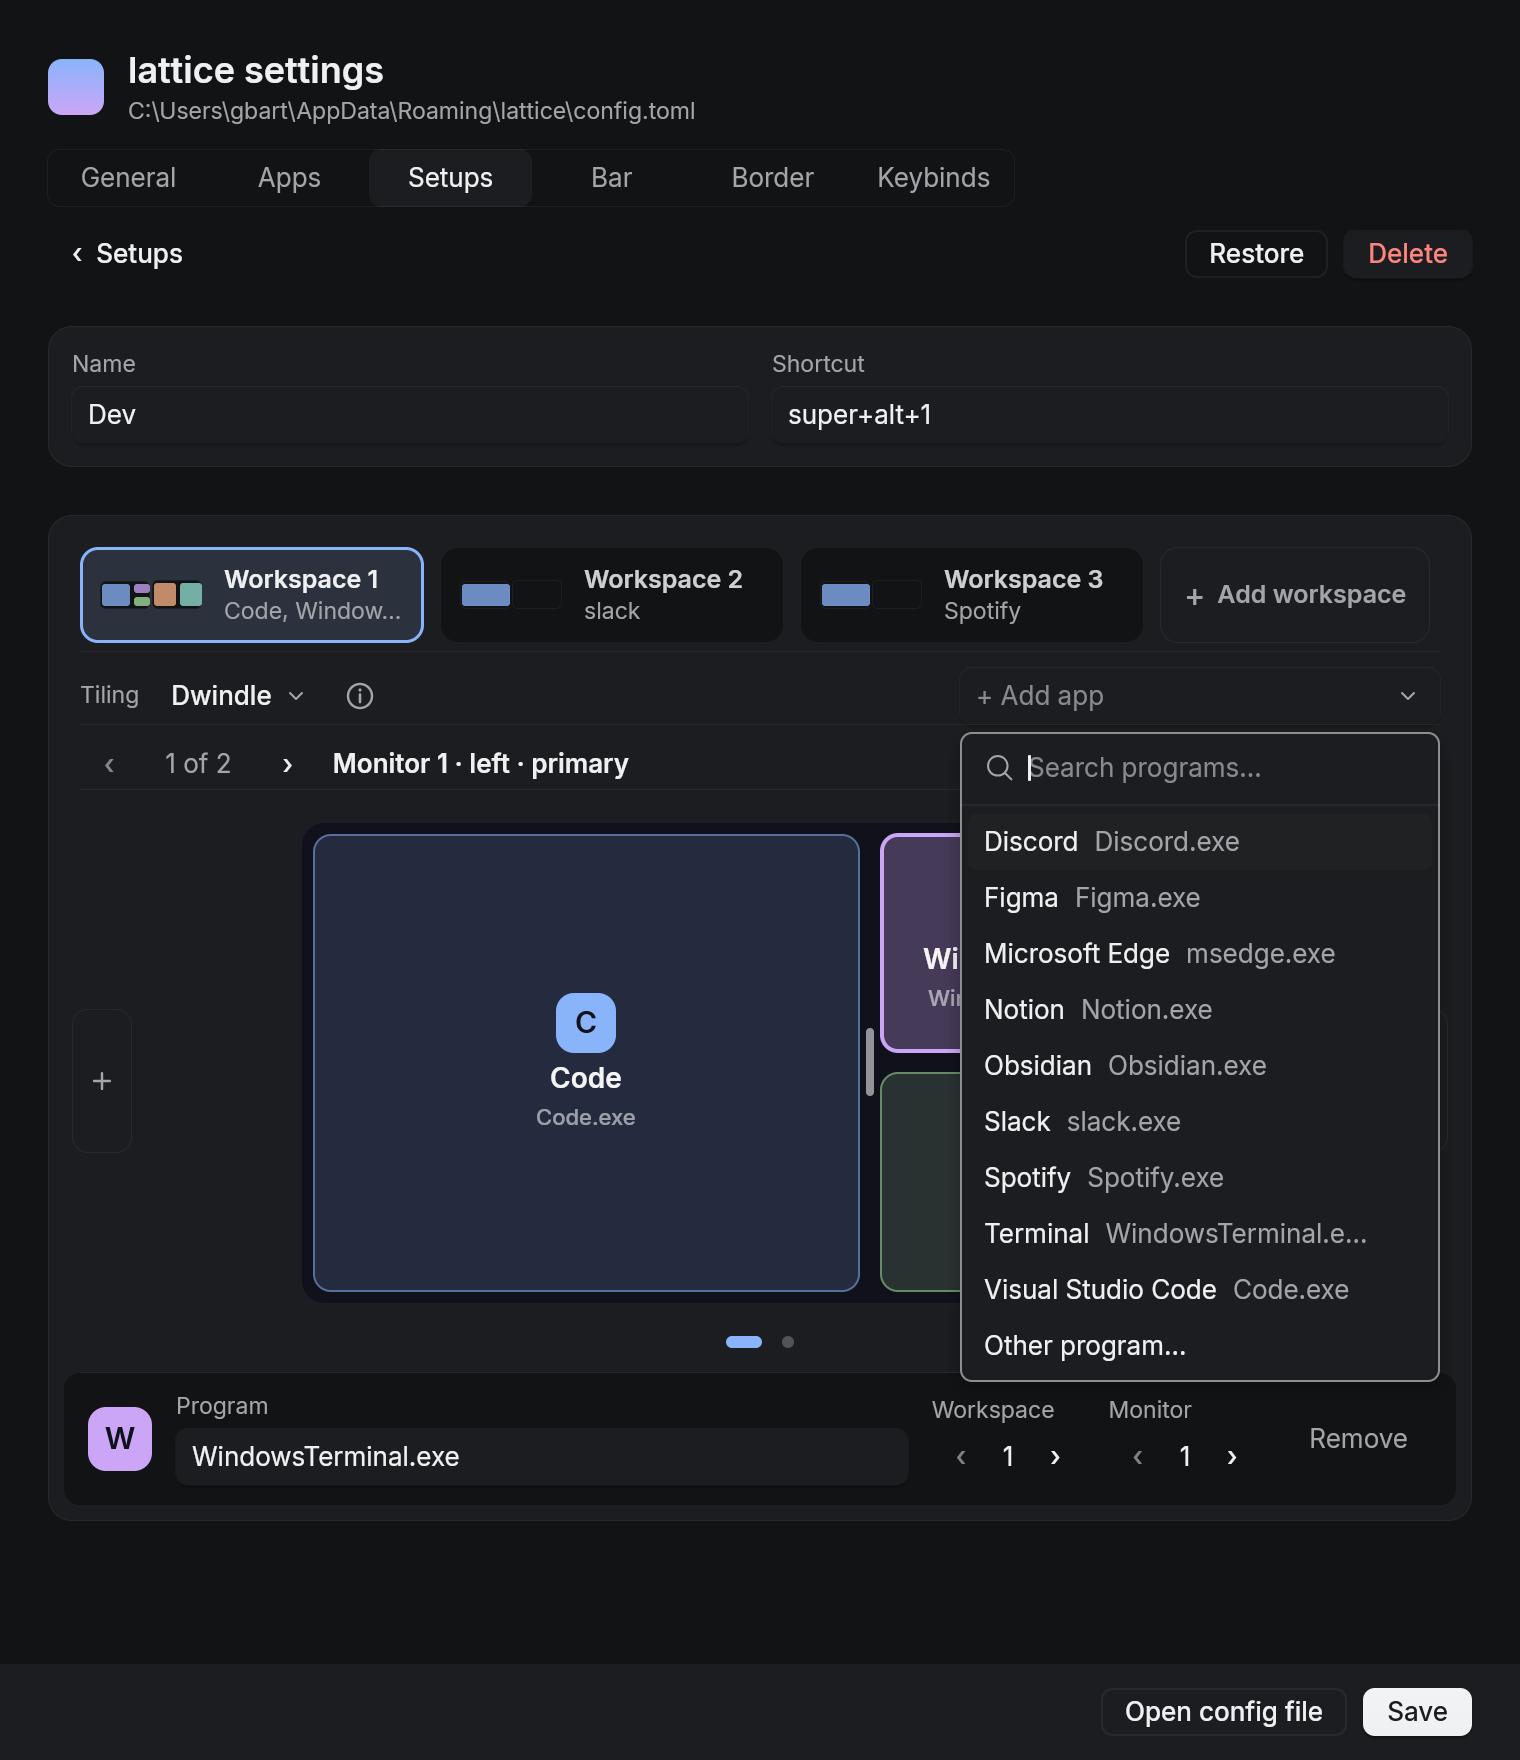 lattice settings
C:\Users\gbart\AppData\Roaming\lattice\config.toml
General Apps Setups Bar Border Keybinds
‹ Setups Restore Delete
Name Shortcut
Dev super+alt+1
Workspace 1 Workspace 2 Workspace 3 + Add workspace
Code, Window... slack Spotify
Tiling Dwindle + Add app
‹ 1 of 2 › Monitor 1 · left · primary
Search programs...
Discord Discord.exe
Figma Figma.exe
Microsoft Edge msedge.exe
Notion Notion.exe
Obsidian Obsidian.exe
Slack slack.exe
Spotify Spotify.exe
Terminal WindowsTerminal.e...
Visual Studio Code Code.exe
Other program...
Wi
Win
C
Code
Code.exe
+
Program Workspace Monitor
W WindowsTerminal.exe ‹ 1 › ‹ 1 › Remove
Open config file Save